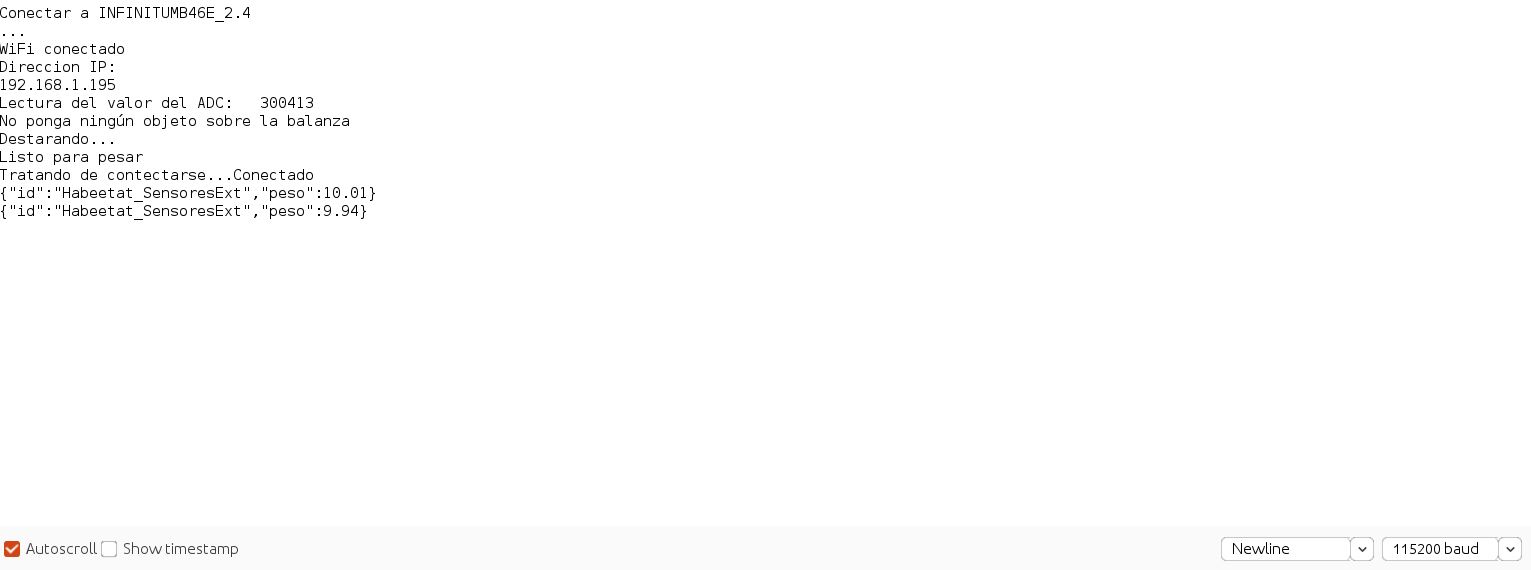 Conectar a INFINITUMB46E_2.4
...
WiFi conectado
Direccion IP:
192.168.1.195
Lectura del valor del ADC:   300413
No ponga ningún objeto sobre la balanza
Destarando...
Listo para pesar
Tratando de contectarse...Conectado
{"id":"Habeetat_SensoresExt","peso":10.01}
{"id":"Habeetat_SensoresExt","peso":9.94}
Autoscroll Show timestamp Newline 115200 baud